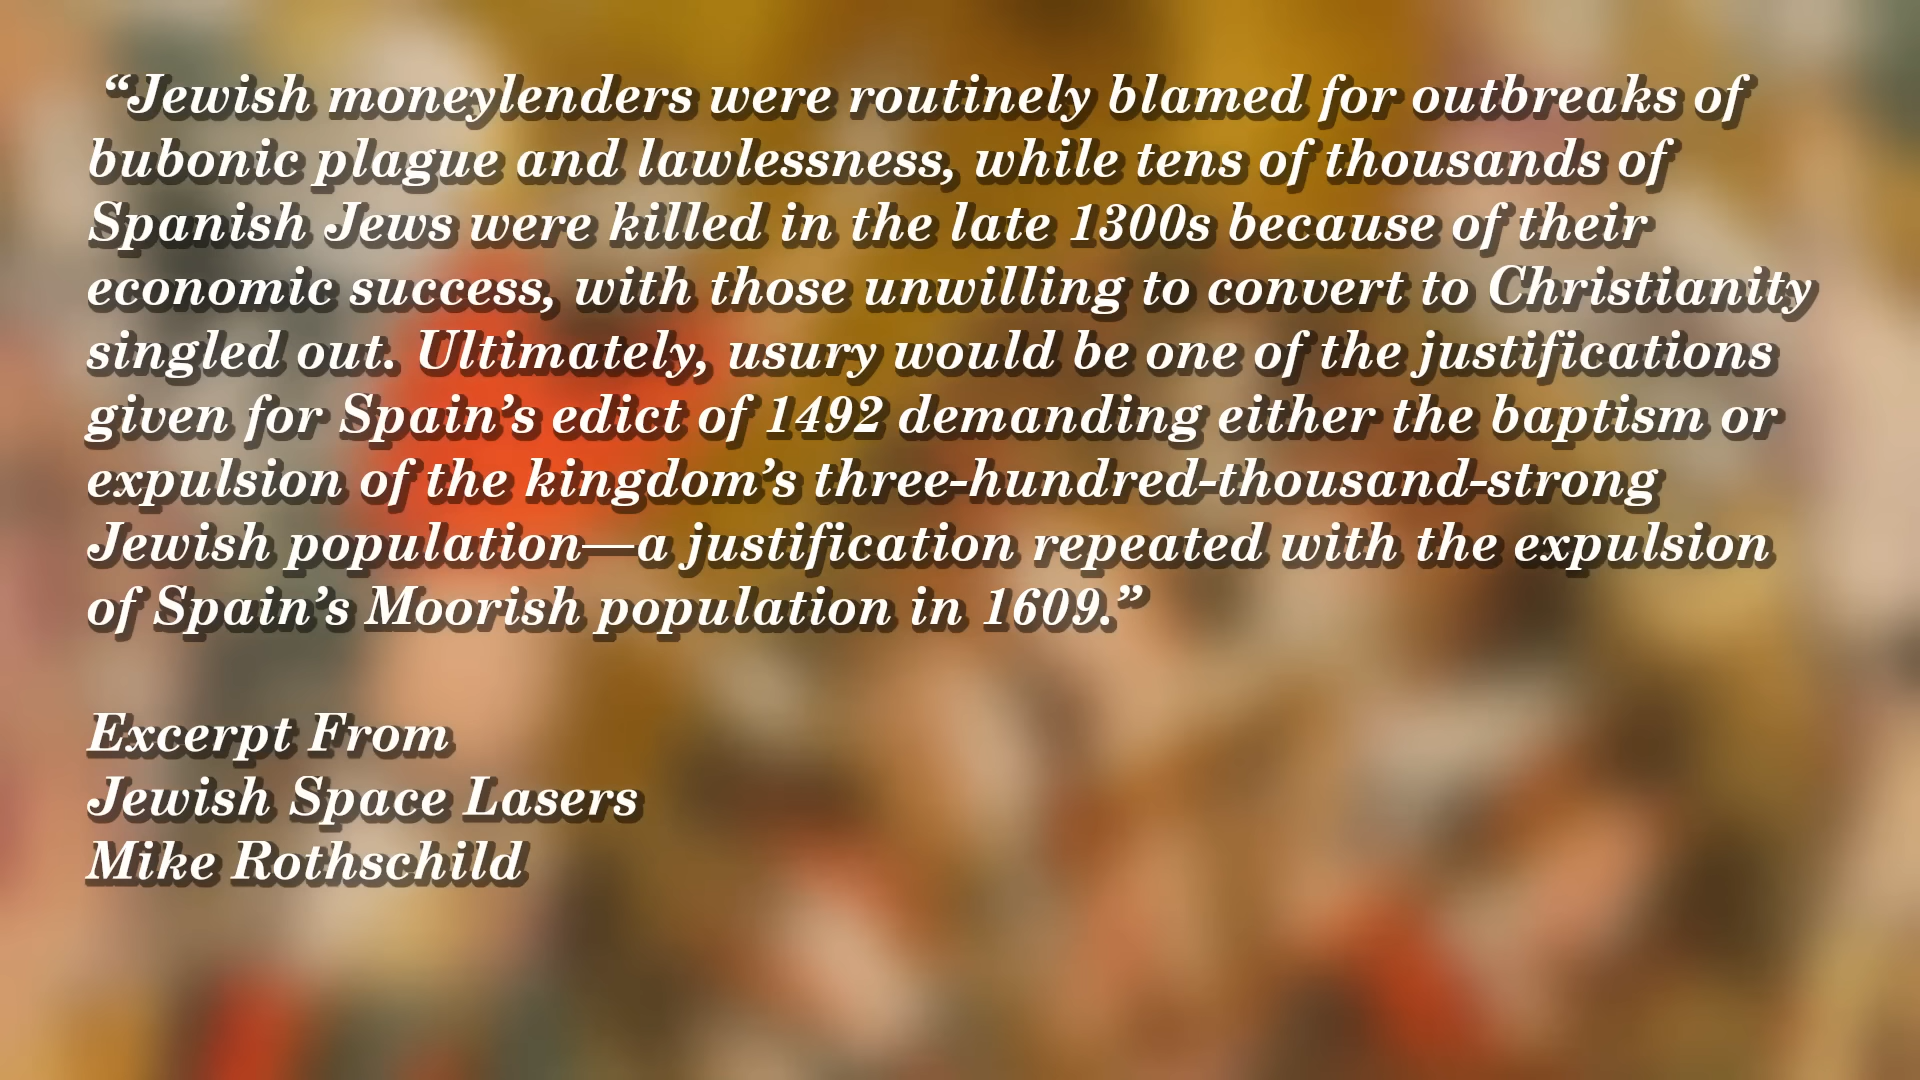 “Jewish moneylenders were routinely blamed for outbreaks of
bubonic plague and lawlessness, while tens of thousands of
Spanish Jews were killed in the late 1300s because of their
economic success, with those unwilling to convert to Christianity
singled out. Ultimately, usury would be one of the justifications
given for Spain’s edict of 1492 demanding either the baptism or
expulsion of the kingdom’s three-hundred-thousand-strong
Jewish population—a justification repeated with the expulsion
of Spain’s Moorish population in 1609.”
Excerpt From
Jewish Space Lasers
Mike Rothschild